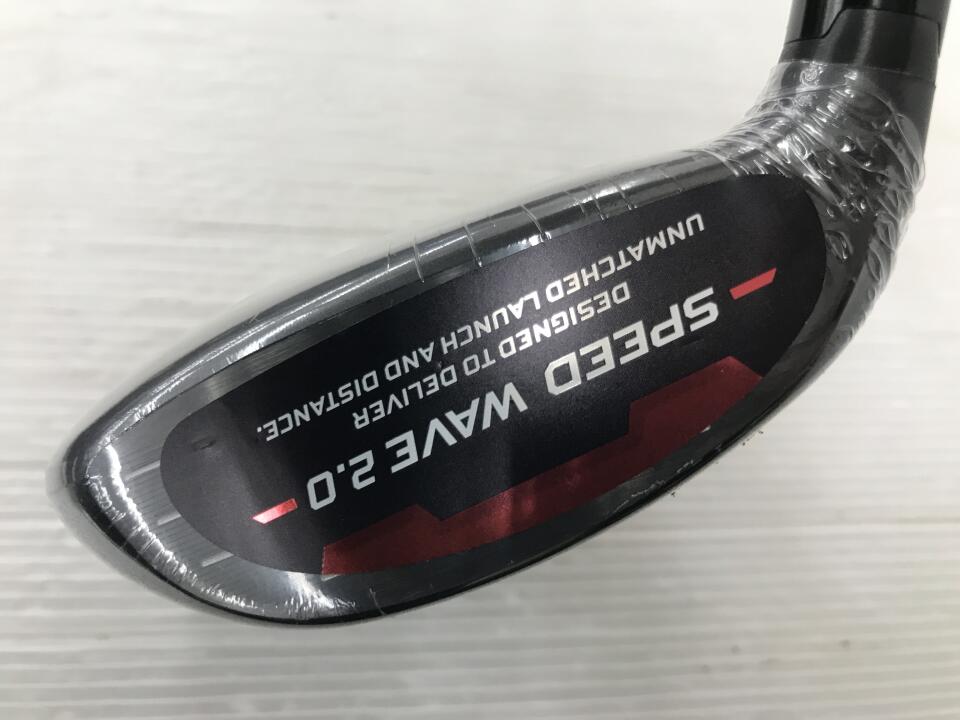 SPEED WAVE 2.0
DESIGNED TO DELIVER
UNMATCHED LAUNCH AND DISTANCE.